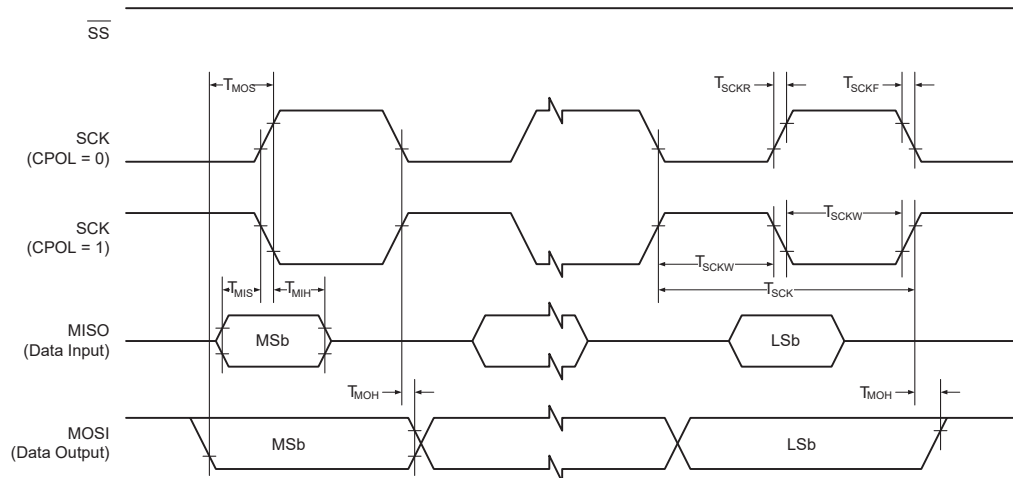 SS
T_MOS
T_SCKR
T_SCKF
SCK
(CPOL = 0)
SCK
(CPOL = 1)
T_SCKW
T_SCKW
T_SCK
T_MIS
T_MIH
MISO
(Data Input)
MSb
LSb
T_MOH
T_MOH
MOSI
(Data Output)
MSb
LSb